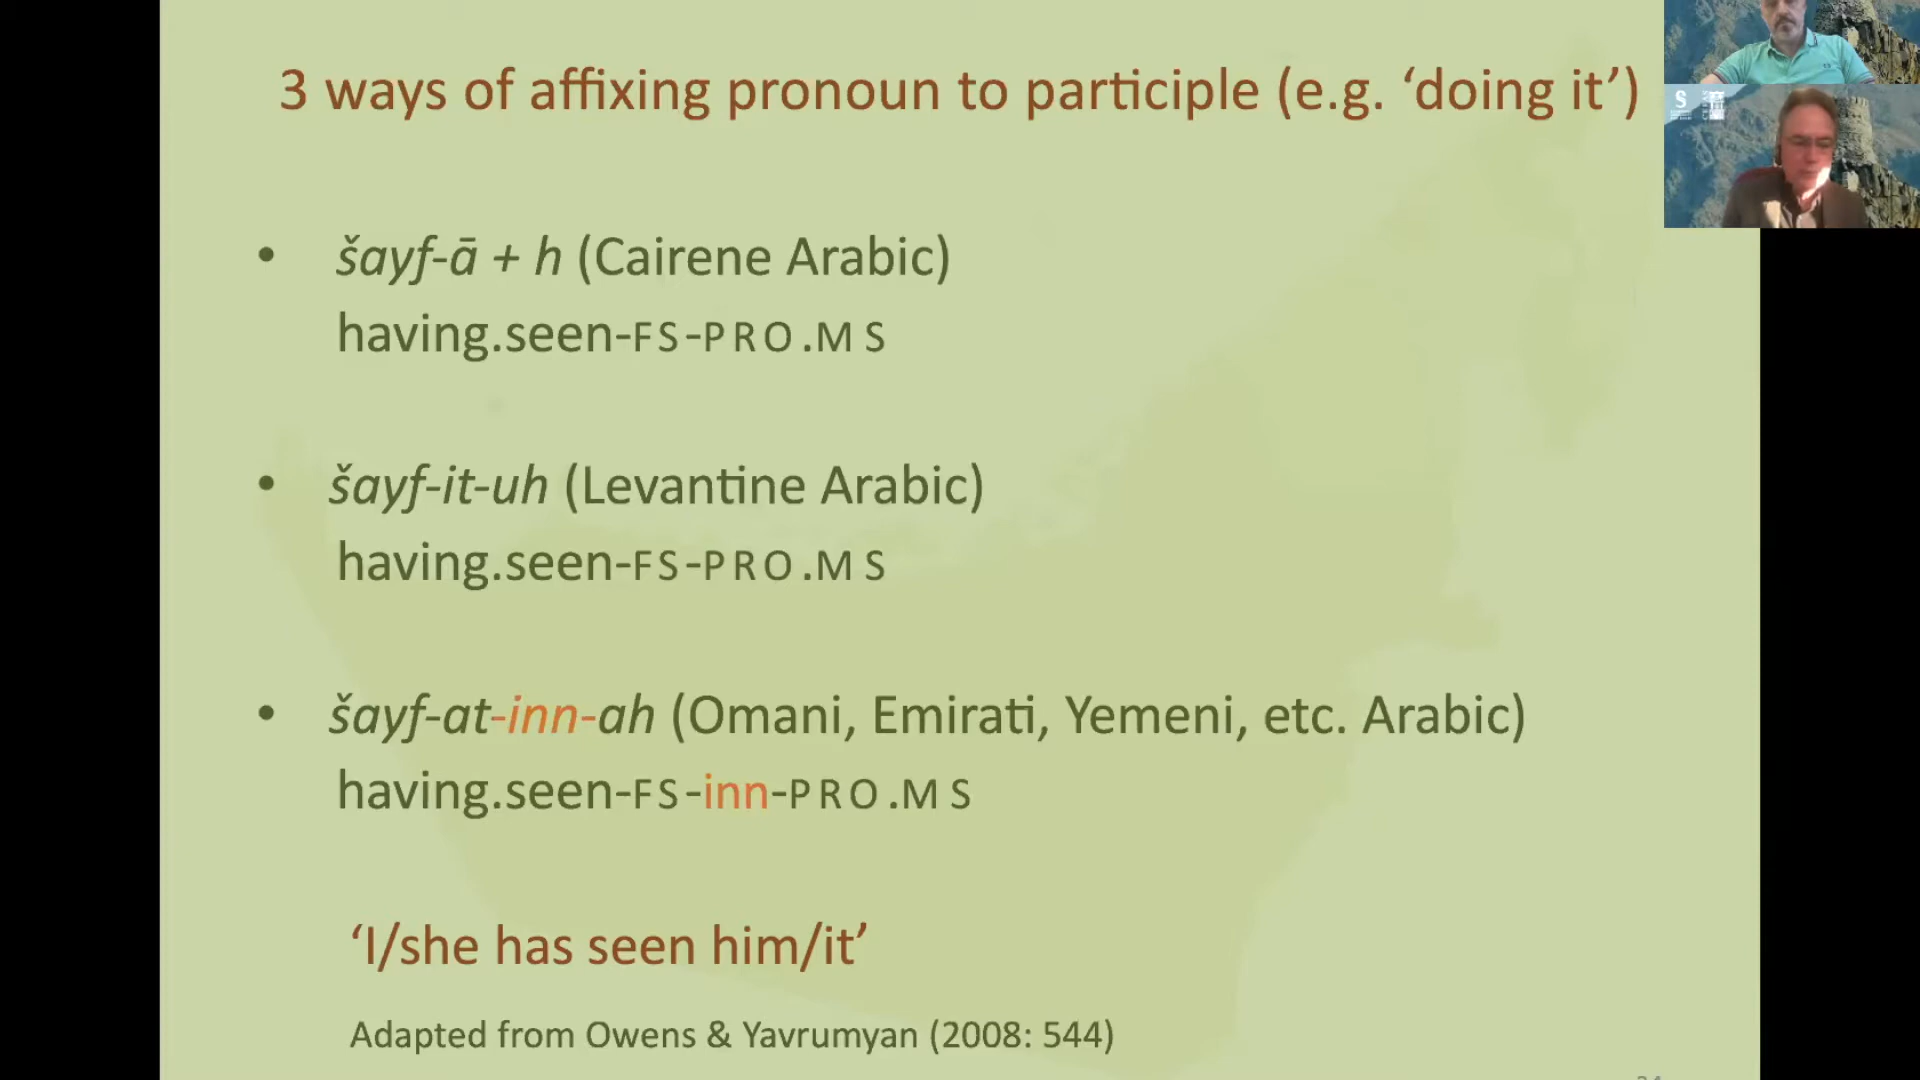 3 ways of affixing pronoun to participle (e.g. ‘doing it’)
• šayf-ā + h (Cairene Arabic)
having.seen-FS-PRO.MS
• šayf-it-uh (Levantine Arabic)
having.seen-FS-PRO.MS
• šayf-at-inn-ah (Omani, Emirati, Yemeni, etc. Arabic)
having.seen-FS-inn-PRO.MS
‘I/she has seen him/it’
Adapted from Owens & Yavrumyan (2008: 544)